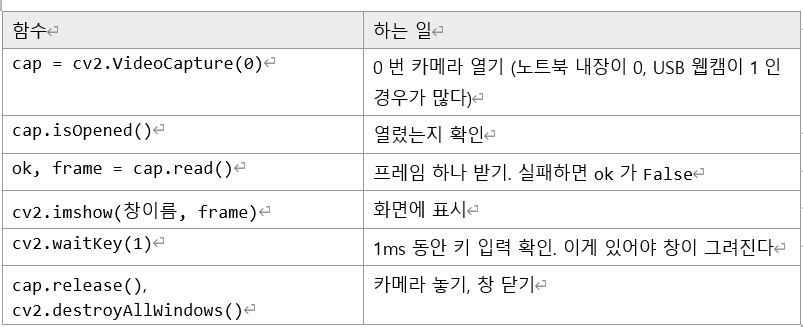 함수 하는 일
cap = cv2.VideoCapture(0) 0 번 카메라 열기 (노트북 내장이 0, USB 웹캠이 1 인
경우가 많다)
cap.isOpened() 열렸는지 확인
ok, frame = cap.read() 프레임 하나 받기. 실패하면 ok 가 False
cv2.imshow(창이름, frame) 화면에 표시
cv2.waitKey(1) 1ms 동안 키 입력 확인. 이게 있어야 창이 그려진다
cap.release(), 카메라 놓기, 창 닫기
cv2.destroyAllWindows()